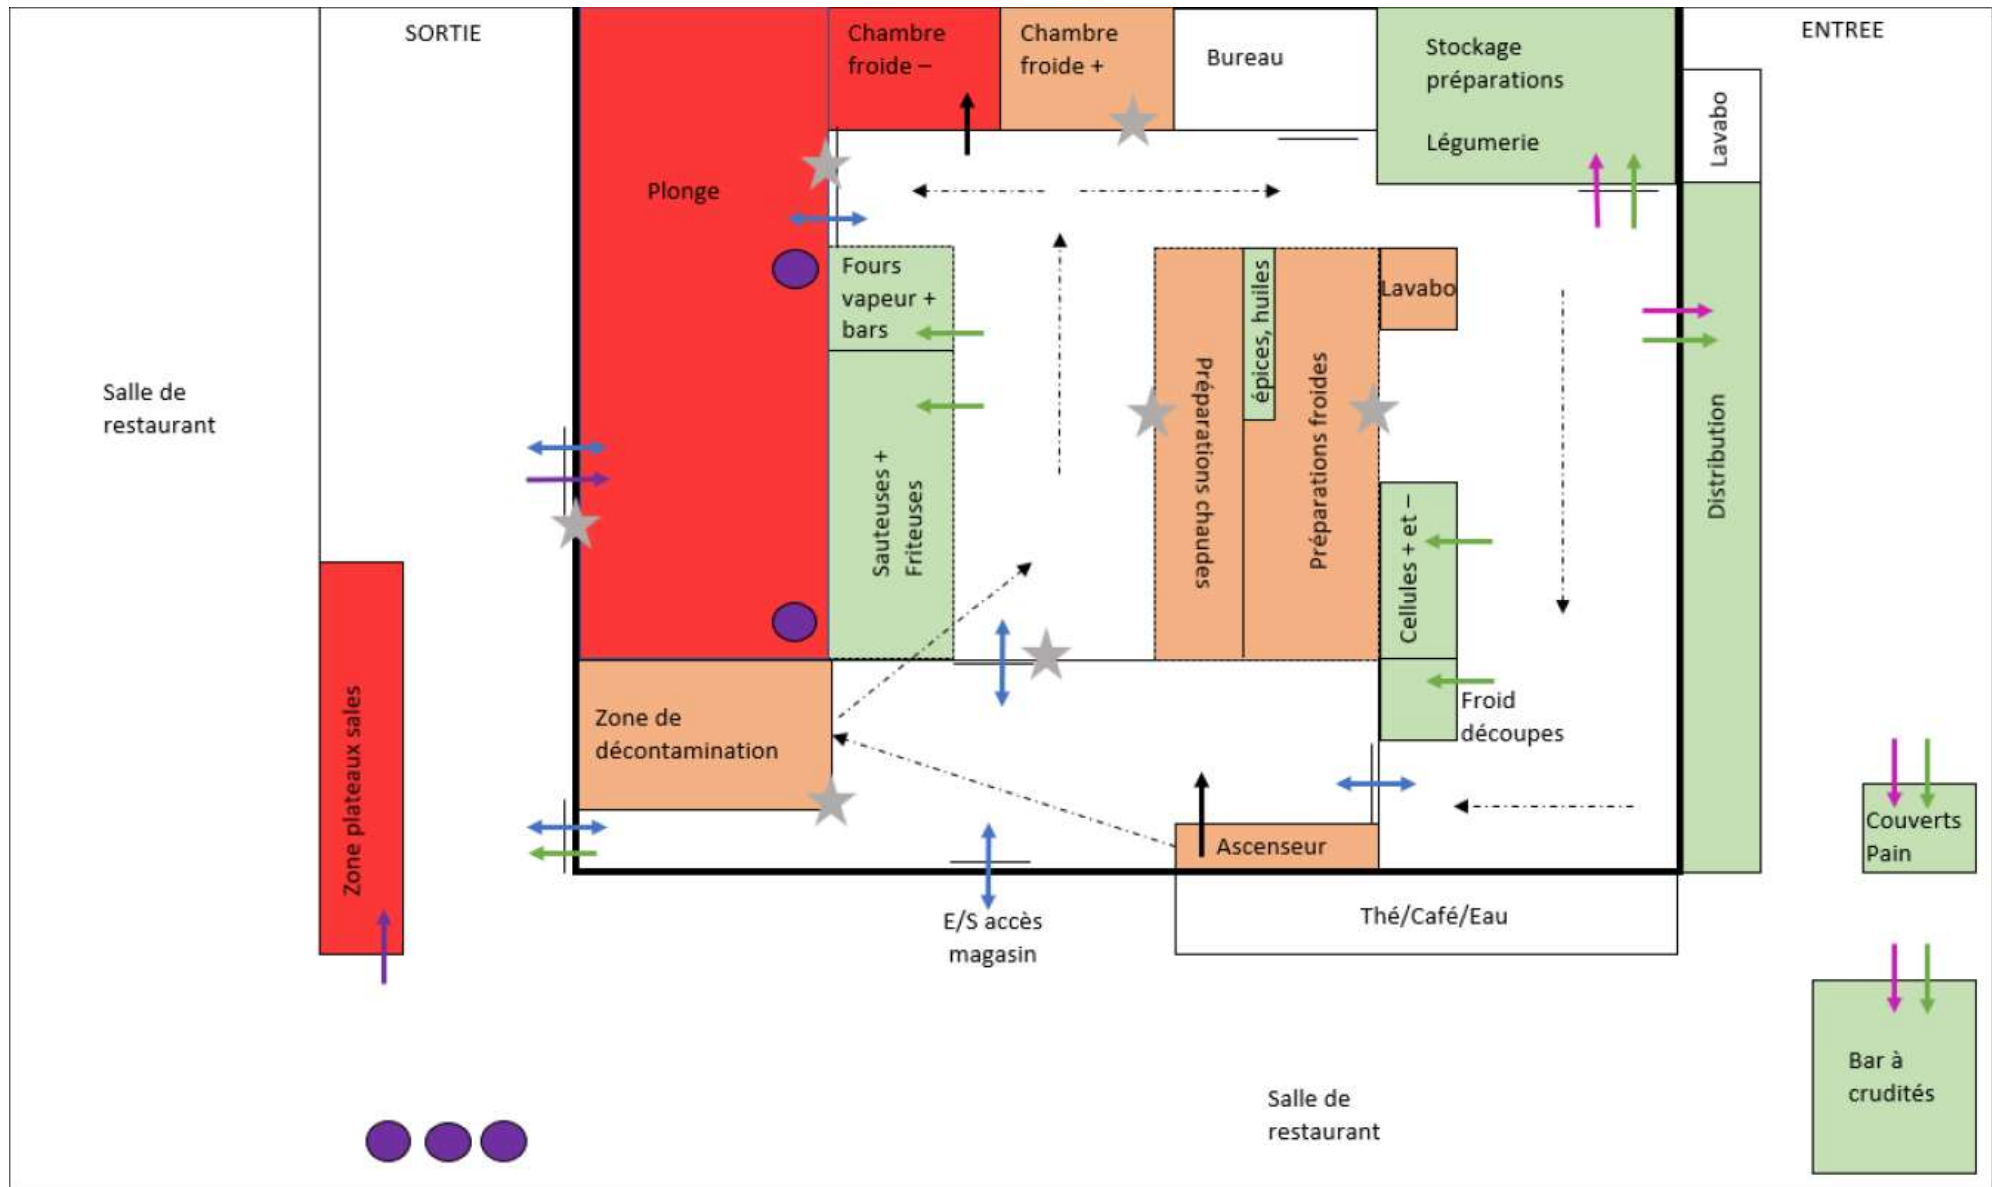 SORTIE
Chambre
froide –
Chambre
froide +
Bureau
Stockage
préparations
Légumerie
ENTREE
Lavabo
Plonge
Fours
vapeur +
bars
épices, huiles
Lavabo
Salle de
restaurant
Sauteuses +
Friteuses
Préparations chaudes
Préparations froides
Cellules + et –
Distribution
Froid
découpes
Zone plateaux sales
Zone de
décontamination
Ascenseur
Couverts
Pain
E/S accès
magasin
Thé/Café/Eau
Bar à
crudités
Salle de
restaurant